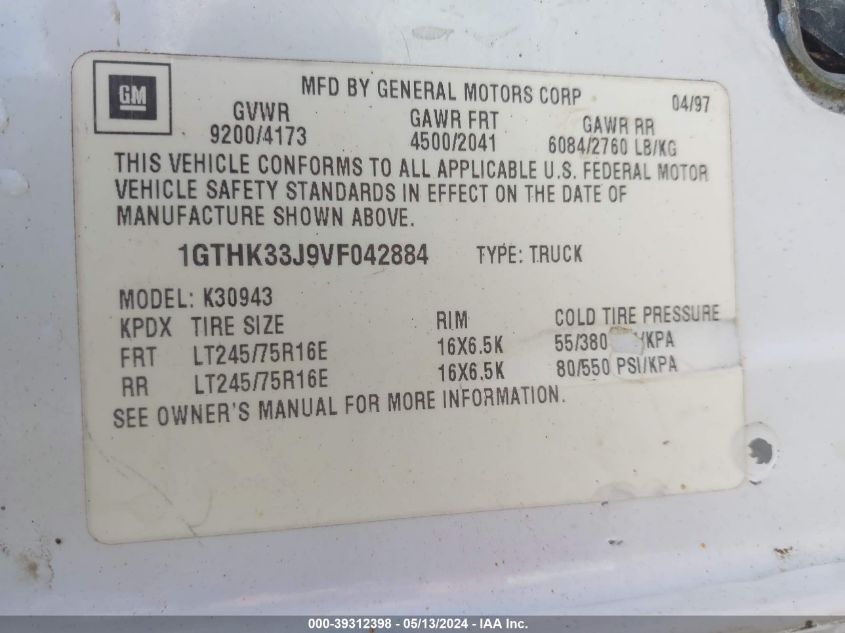 GM
MFD BY GENERAL MOTORS CORP 04/97
GVWR GAWR FRT GAWR RR
9200/4173 4500/2041 6084/2760 LB/KG
THIS VEHICLE CONFORMS TO ALL APPLICABLE U.S. FEDERAL MOTOR
VEHICLE SAFETY STANDARDS IN EFFECT ON THE DATE OF
MANUFACTURE SHOWN ABOVE.
1GTHK33J9VF042884 TYPE: TRUCK
MODEL: K30943
KPDX TIRE SIZE RIM COLD TIRE PRESSURE
FRT LT245/75R16E 16X6.5K 55/380 /KPA
RR LT245/75R16E 16X6.5K 80/550 PSI/KPA
SEE OWNER'S MANUAL FOR MORE INFORMATION.
000-39312398 - 05/13/2024 - IAA Inc.